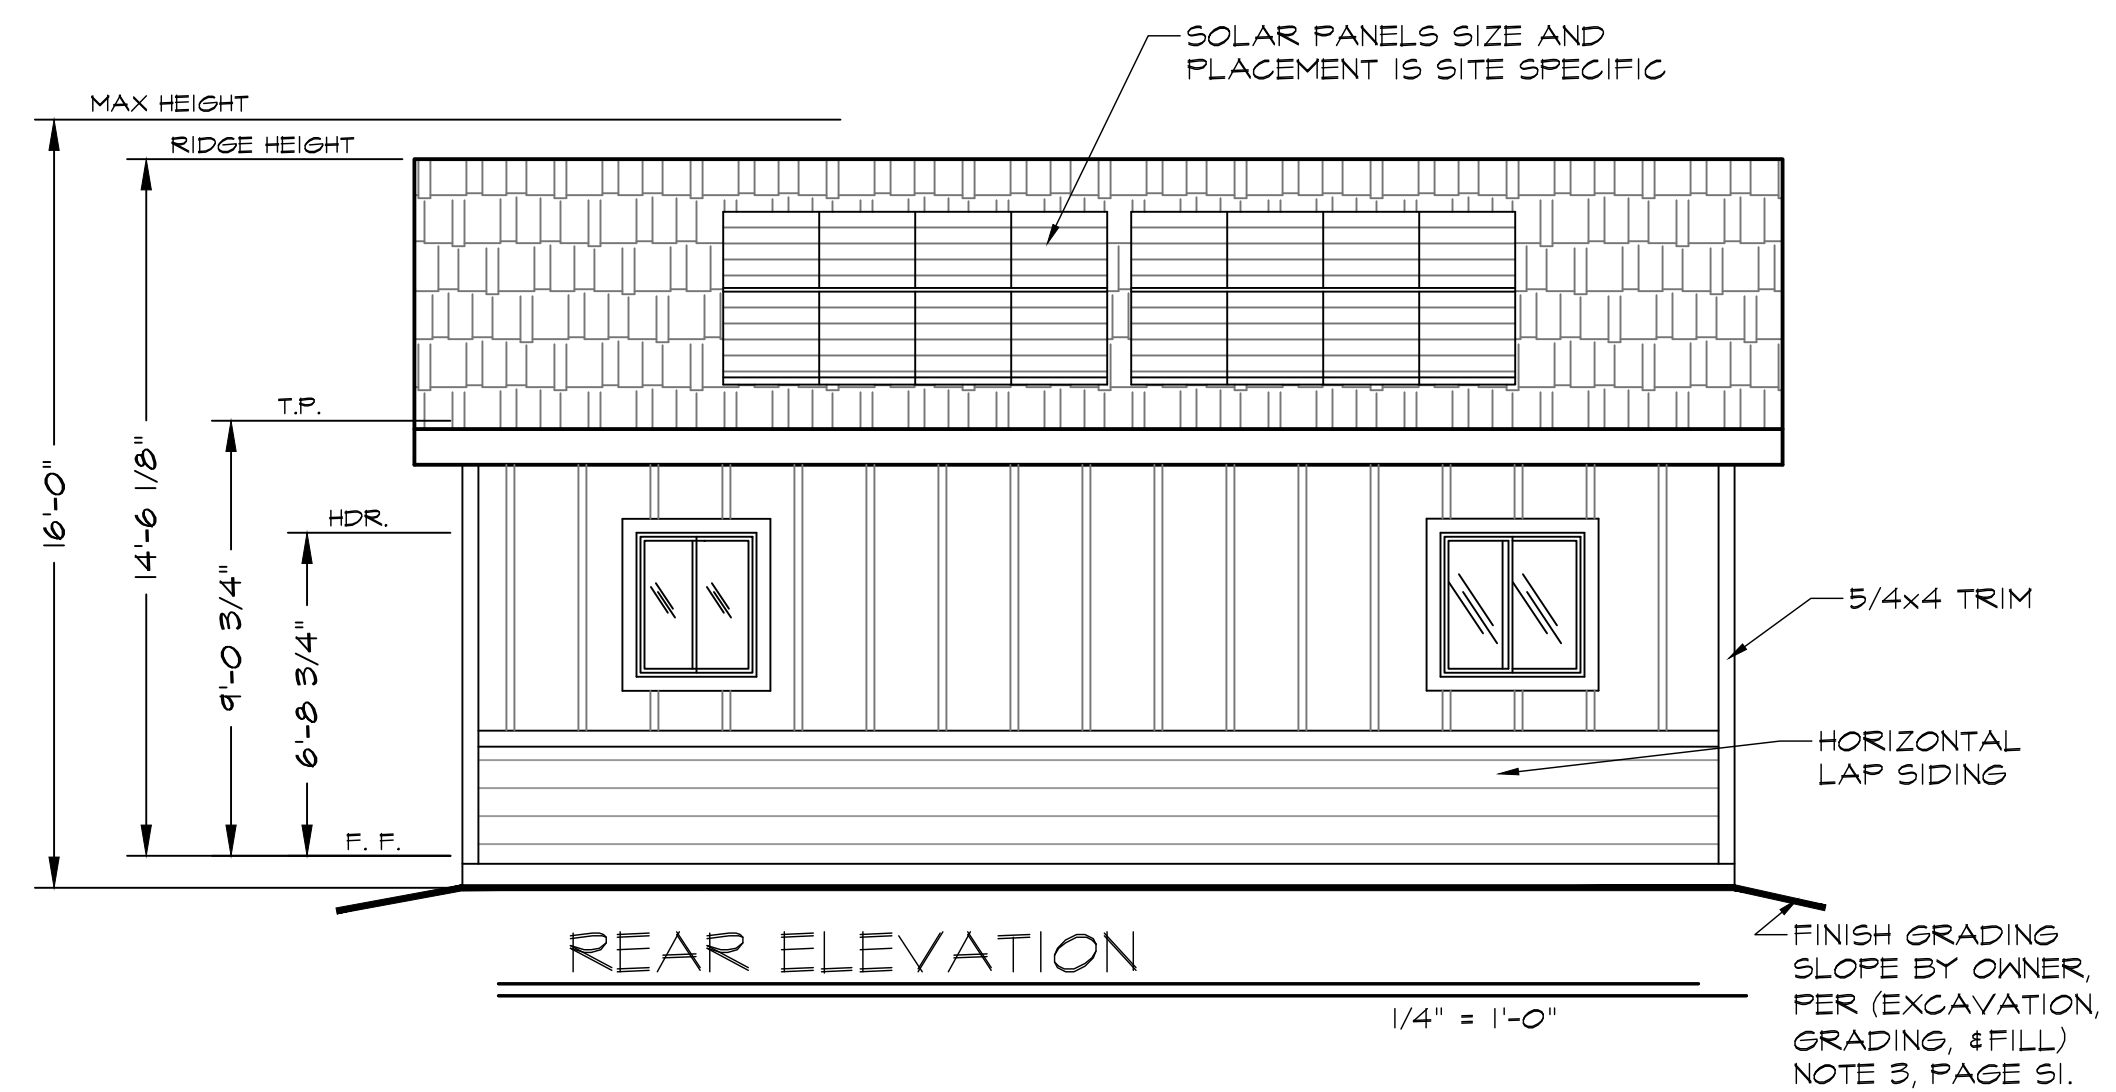 SOLAR PANELS SIZE AND
PLACEMENT IS SITE SPECIFIC
MAX HEIGHT
RIDGE HEIGHT
T.P.
HDR.
16'-0"
14'-6 1/8"
9'-0 3/4"
6'-8 3/4"
F. F.
5/4x4 TRIM
HORIZONTAL
LAP SIDING
REAR ELEVATION
1/4" = 1'-0"
FINISH GRADING
SLOPE BY OWNER,
PER (EXCAVATION,
GRADING, &FILL)
NOTE 3, PAGE S1.